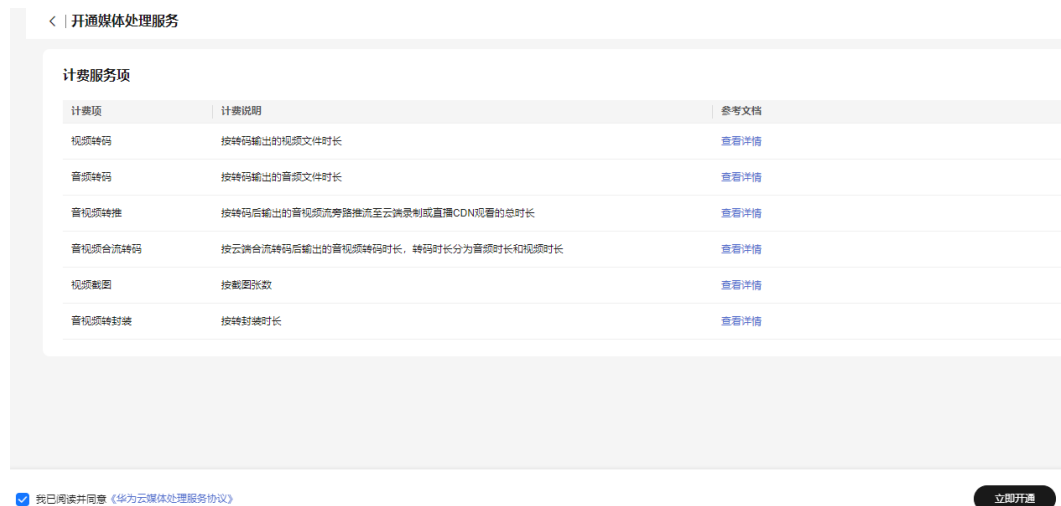 < | 开通媒体处理服务
计费服务项
计费项 计费说明 参考文档
视频转码 按转码输出的视频文件时长 查看详情
音频转码 按转码输出的音频文件时长 查看详情
音视频转推 按转码后输出的音视频流旁路推流至云端录制或直播CDN观看的总时长 查看详情
音视频合流转码 按云端合流转码后输出的音视频转码时长，转码时长分为音频时长和视频时长 查看详情
视频截图 按截图张数 查看详情
音视频转封装 按转封装时长 查看详情
我已阅读并同意《华为云媒体处理服务协议》 立即开通